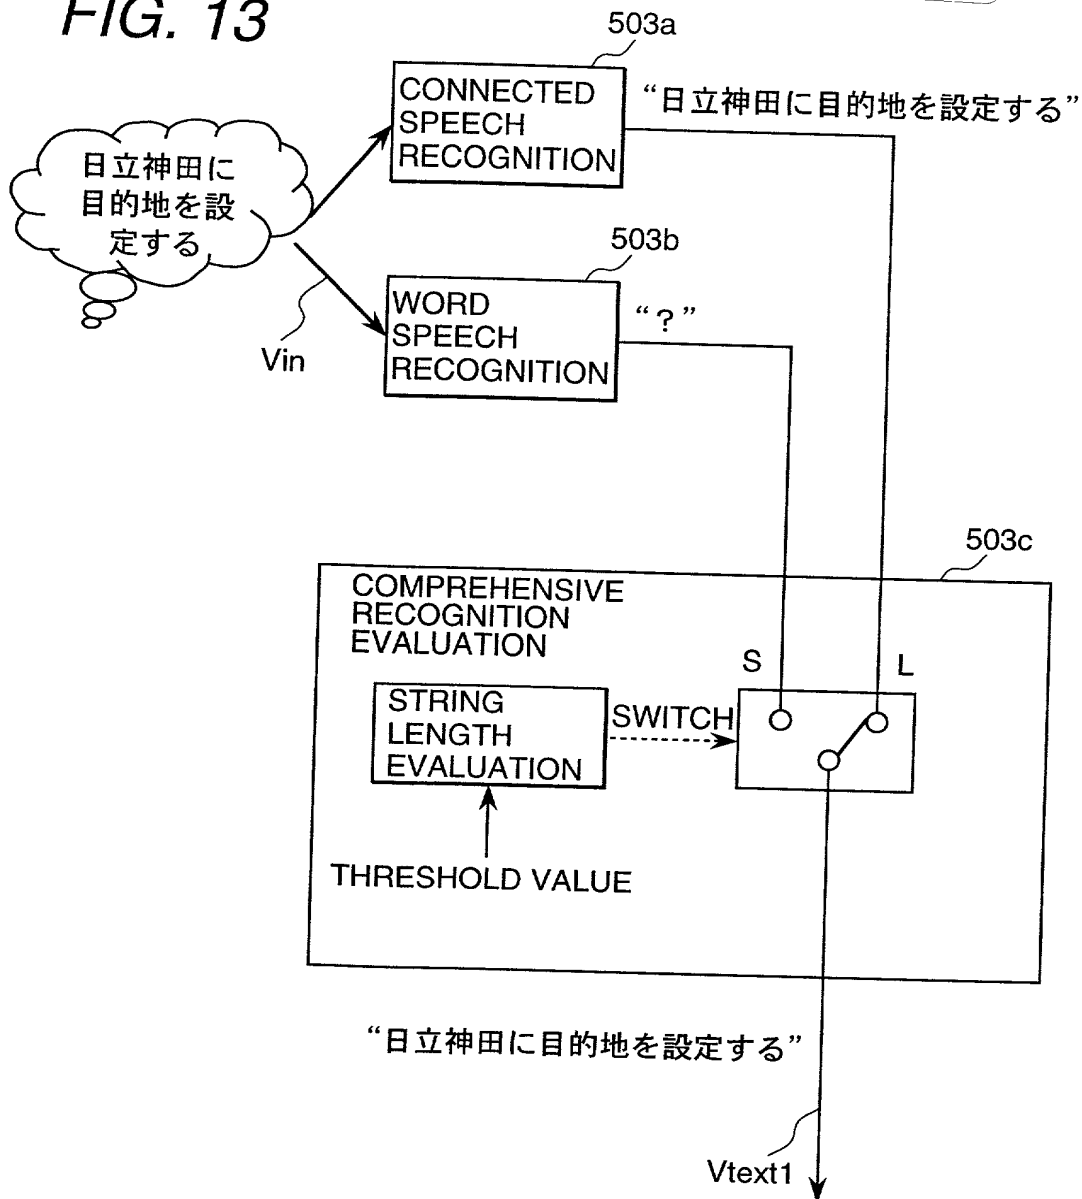 FIG. 13
503a
CONNECTED
SPEECH
RECOGNITION
“日立神田に目的地を設定する”
日立神田に
目的地を設
定する
503b
WORD
SPEECH
RECOGNITION
“?”
Vin
503c
COMPREHENSIVE
RECOGNITION
EVALUATION
S
L
STRING
LENGTH
EVALUATION
SWITCH
THRESHOLD VALUE
“日立神田に目的地を設定する”
Vtext1